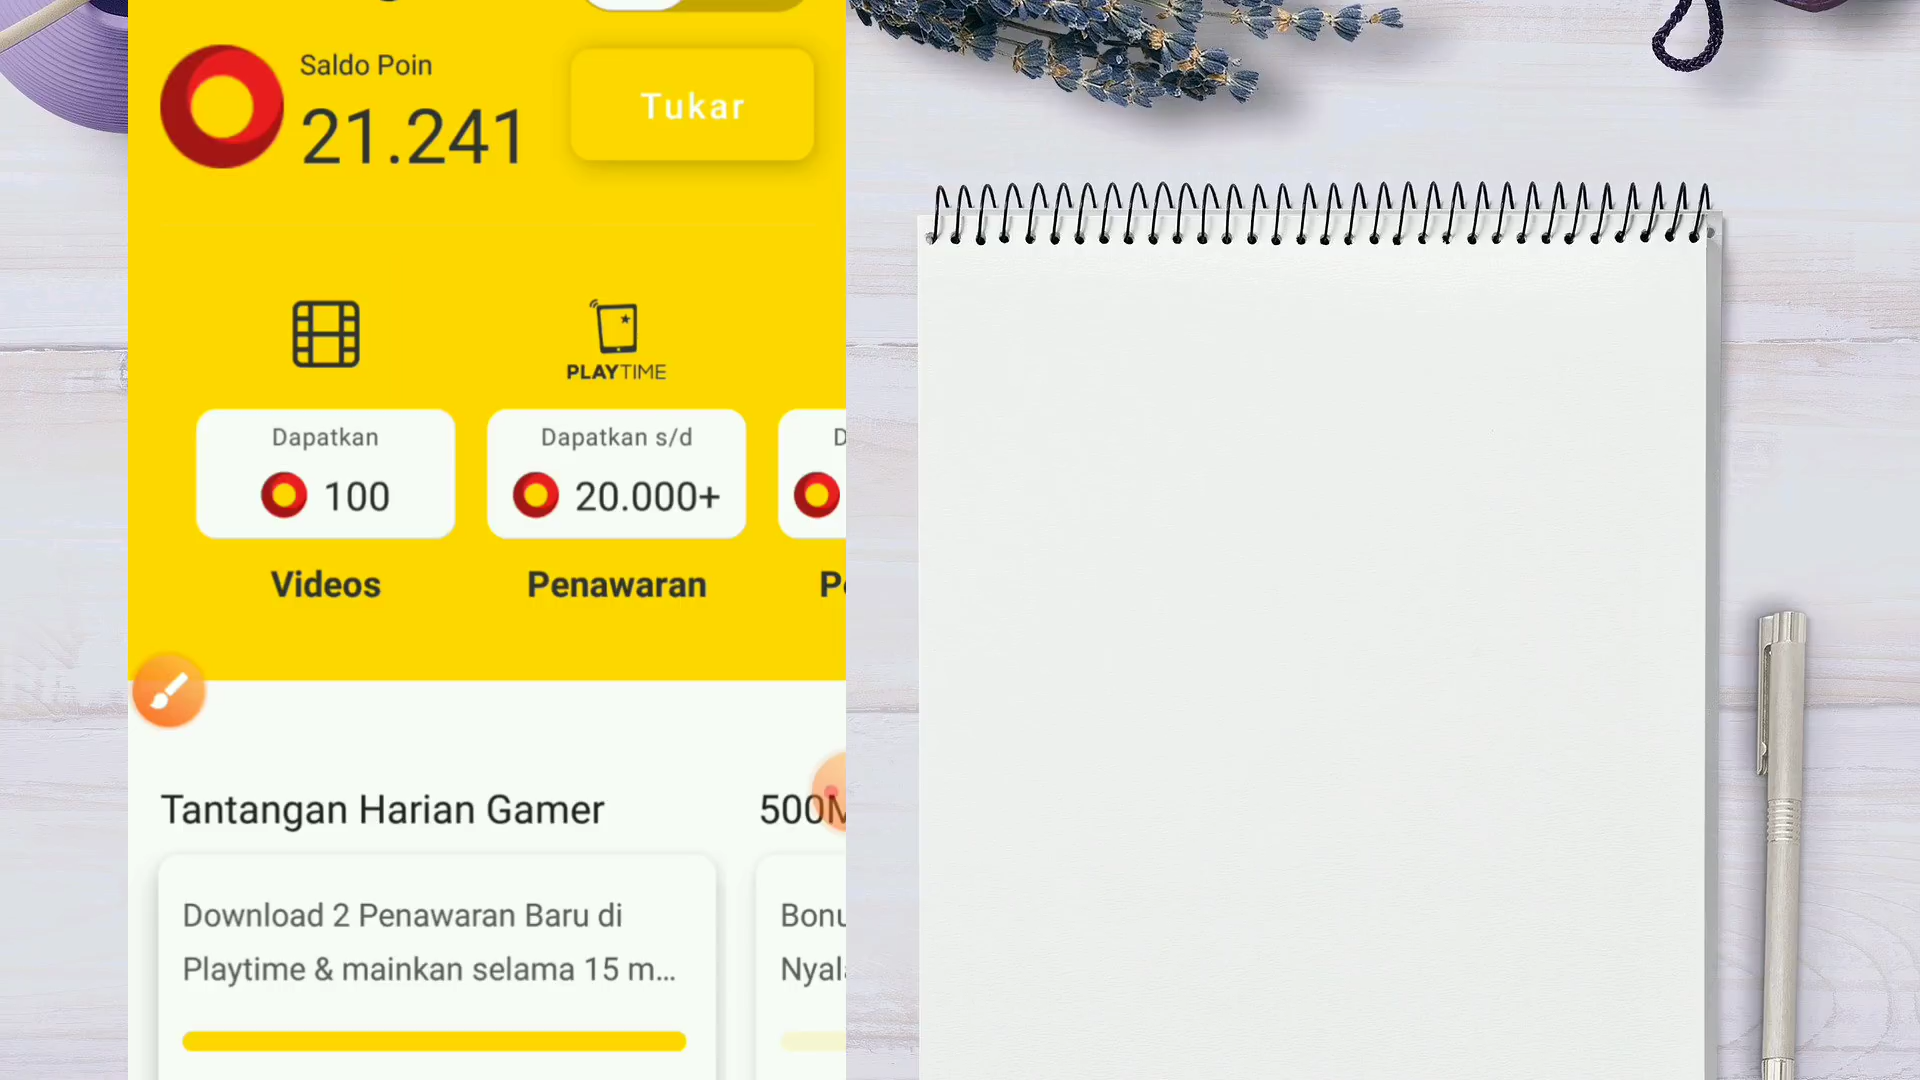 Saldo Poin
21.241
Tukar
PLAYTIME
Dapatkan
100
Videos
Dapatkan s/d
20.000+
Penawaran
Tantangan Harian Gamer
Download 2 Penawaran Baru di
Playtime & mainkan selama 15 m...